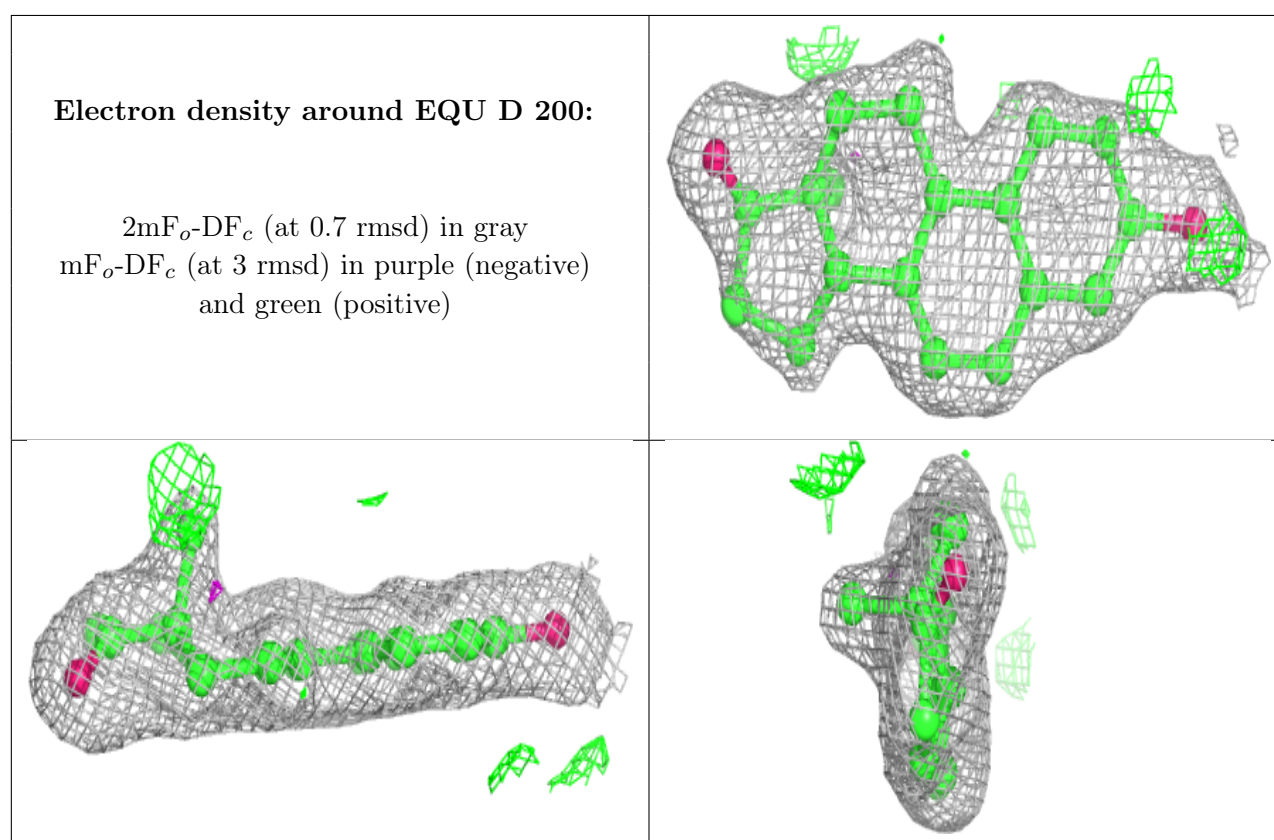 Electron density around EQU D 200:
2mFₒ-DF𝒸 (at 0.7 rmsd) in gray
mFₒ-DF𝒸 (at 3 rmsd) in purple (negative)
and green (positive)